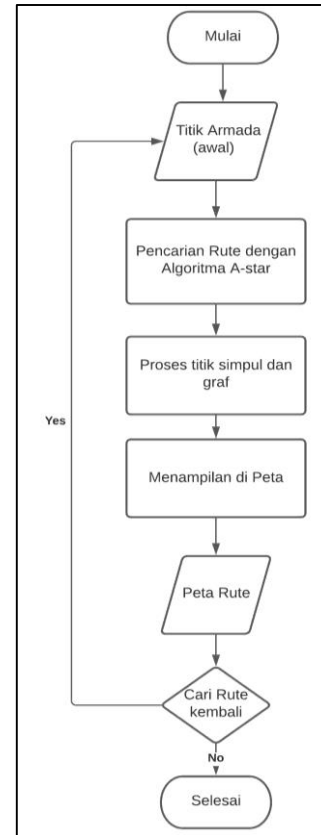 Mulai
Titik Armada
(awal)
Pencarian Rute dengan
Algoritma A-star
Proses titik simpul dan
graf
Yes
Menampilan di Peta
Peta Rute
Cari Rute
kembali
No
Selesai